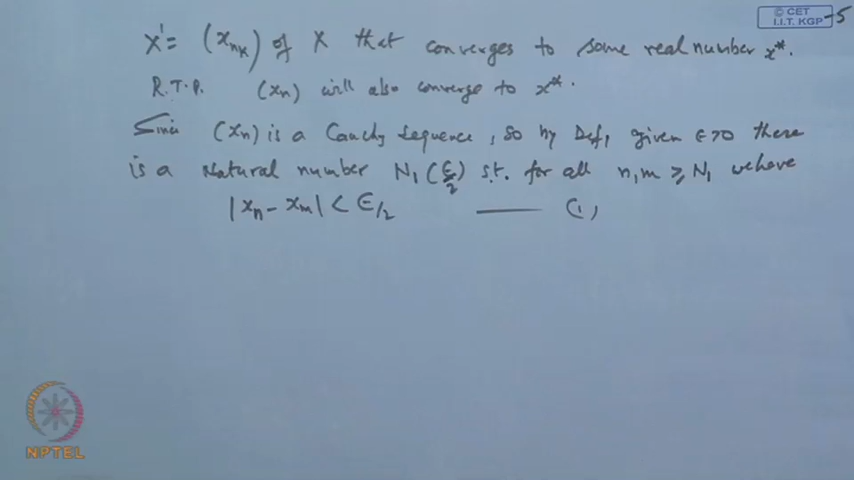 © CET
I.I.T. KGP
-5
X' = (x_{n_k}) of X that converges to some real number x*.
R.T.P. (x_n) will also converge to x*.
Since (x_n) is a Cauchy sequence, so by Def, given ε>0 there
is a Natural number N_1(ε/2) s.t. for all n, m ≥ N_1 we have
|x_n - x_m| < ε/2 —— (1)
NPTEL